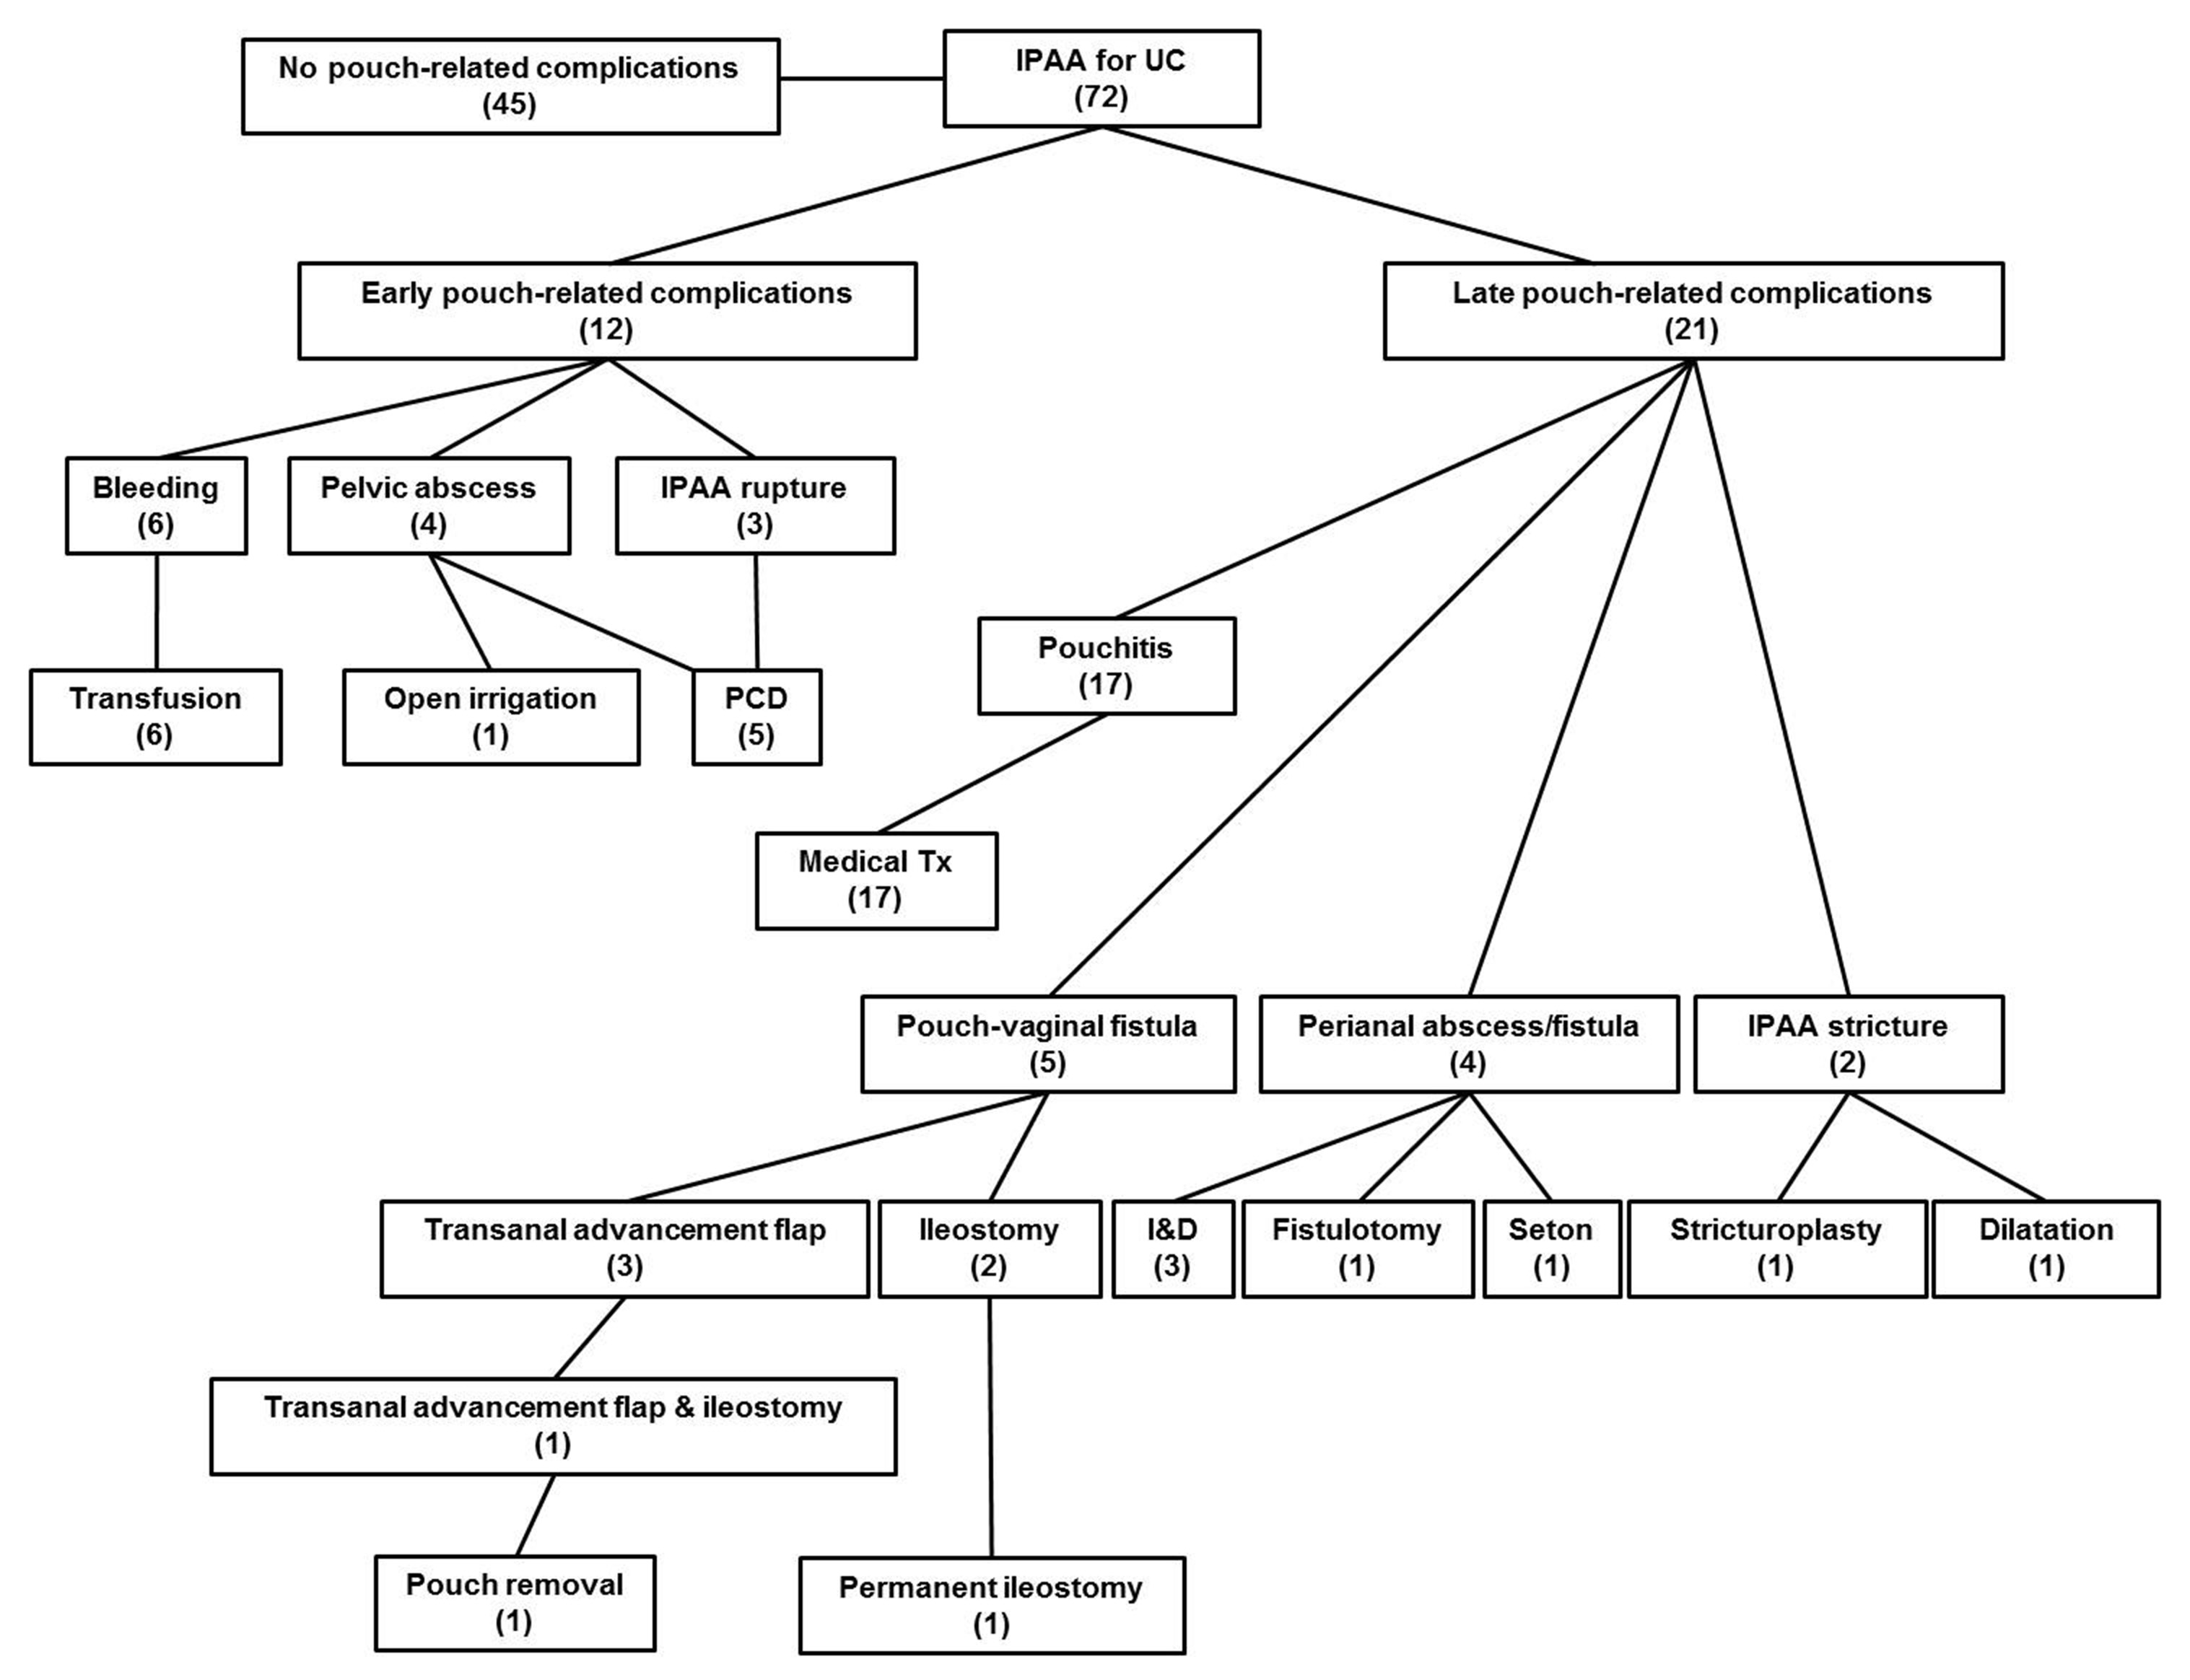 No pouch-related complications
(45)
IPAA for UC
(72)
Early pouch-related complications
(12)
Late pouch-related complications
(21)
Bleeding
(6)
Pelvic abscess
(4)
IPAA rupture
(3)
Transfusion
(6)
Open irrigation
(1)
PCD
(5)
Pouchitis
(17)
Medical Tx
(17)
Pouch-vaginal fistula
(5)
Perianal abscess/fistula
(4)
IPAA stricture
(2)
Transanal advancement flap
(3)
Ileostomy
(2)
I&D
(3)
Fistulotomy
(1)
Seton
(1)
Stricturoplasty
(1)
Dilatation
(1)
Transanal advancement flap & ileostomy
(1)
Pouch removal
(1)
Permanent ileostomy
(1)